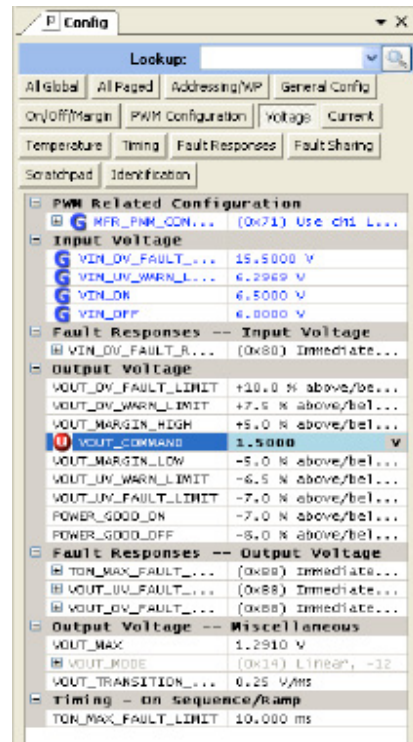 Config
Lookup:
All Global All Paged Addressing/WP General Config
On/Off/Margin PWM Configuration Voltage Current
Temperature Timing Fault Responses Fault Sharing
Scratchpad Identification
PWM Related Configuration
G MFR_PWM_CON... (0x71) Use ch1 L...
Input Voltage
G VIN_OV_FAULT_... 15.5000 V
G VIN_UV_WARN_L... 6.2969 V
G VIN_ON 6.5000 V
G VIN_OFF 6.0000 V
Fault Responses -- Input Voltage
VIN_OV_FAULT_R... (0x80) Immediate...
Output Voltage
VOUT_OV_FAULT_LIMIT +10.0 % above/be...
VOUT_OV_WARN_LIMIT +7.5 % above/bel...
VOUT_MARGIN_HIGH +5.0 % above/bel...
U VOUT_COMMAND 1.5000 V
VOUT_MARGIN_LOW -5.0 % above/bel...
VOUT_UV_WARN_LIMIT -6.5 % above/bel...
VOUT_UV_FAULT_LIMIT -7.0 % above/bel...
POWER_GOOD_ON -7.0 % above/bel...
POWER_GOOD_OFF -8.0 % above/bel...
Fault Responses -- Output Voltage
TON_MAX_FAULT_... Immediate...
VOUT_UV_FAULT_... Immediate...
VOUT_OV_FAULT_... Immediate...
Output Voltage -- Miscellaneous
VOUT_MAX 1.2910 V
VOUT_MODE (0x14) Linear, -12
VOUT_TRANSITION_... 0.25 V/ms
Timing - On Sequence/Ramp
TON_MAX_FAULT_LIMIT 10.000 ms